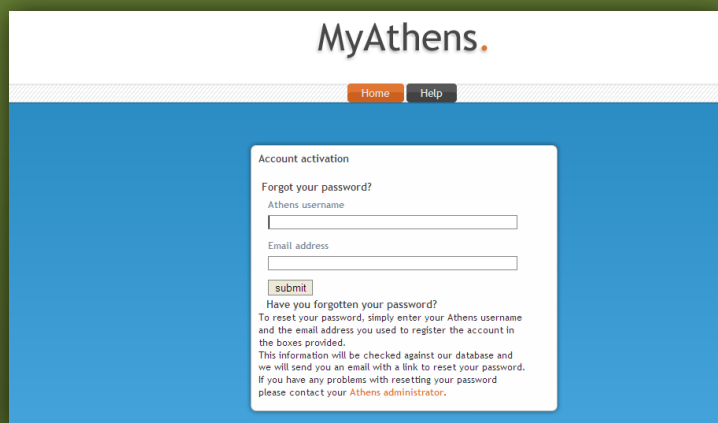 MyAthens.
Home Help
Account activation
Forgot your password?
Athens username
Email address
submit
Have you forgotten your password?
To reset your password, simply enter your Athens username
and the email address you used to register the account in
the boxes provided.
This information will be checked against our database and
we will send you an email with a link to reset your password.
If you have any problems with resetting your password
please contact your Athens administrator.